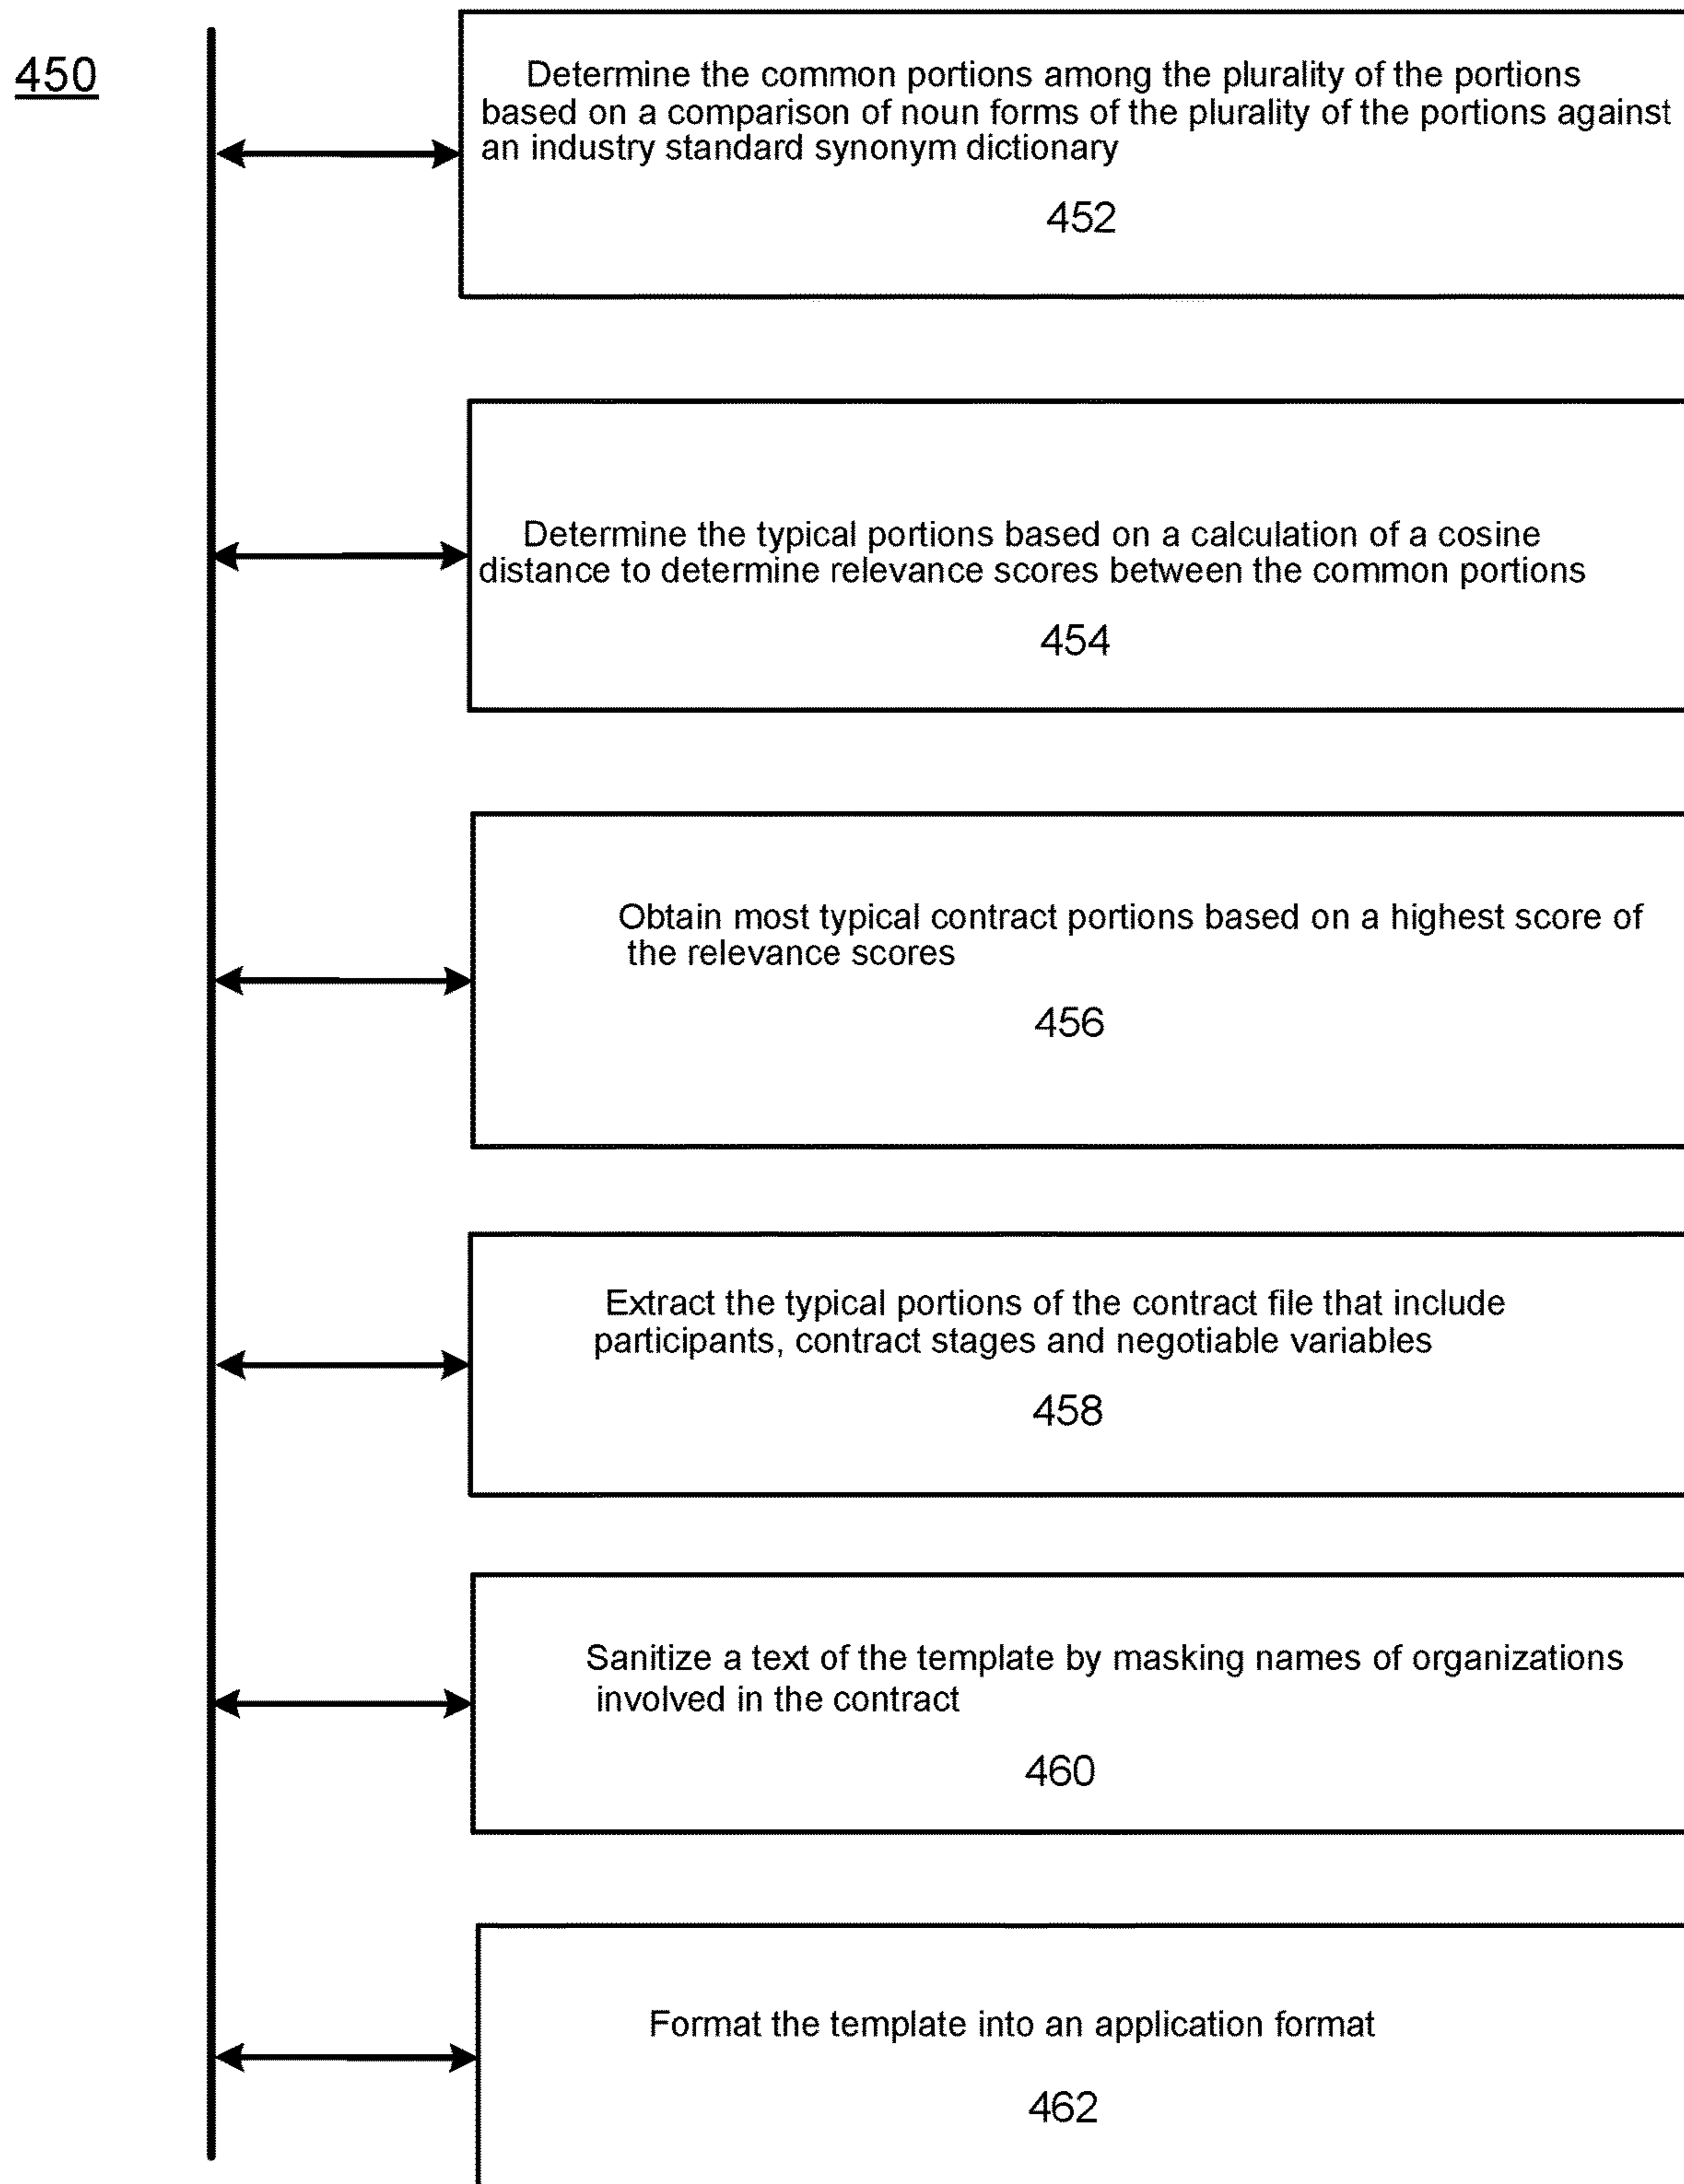 450
Determine the common portions among the plurality of the portions
based on a comparison of noun forms of the plurality of the portions against
an industry standard synonym dictionary
452
Determine the typical portions based on a calculation of a cosine
distance to determine relevance scores between the common portions
454
Obtain most typical contract portions based on a highest score of
the relevance scores
456
Extract the typical portions of the contract file that include
participants, contract stages and negotiable variables
458
Sanitize a text of the template by masking names of organizations
involved in the contract
460
Format the template into an application format
462